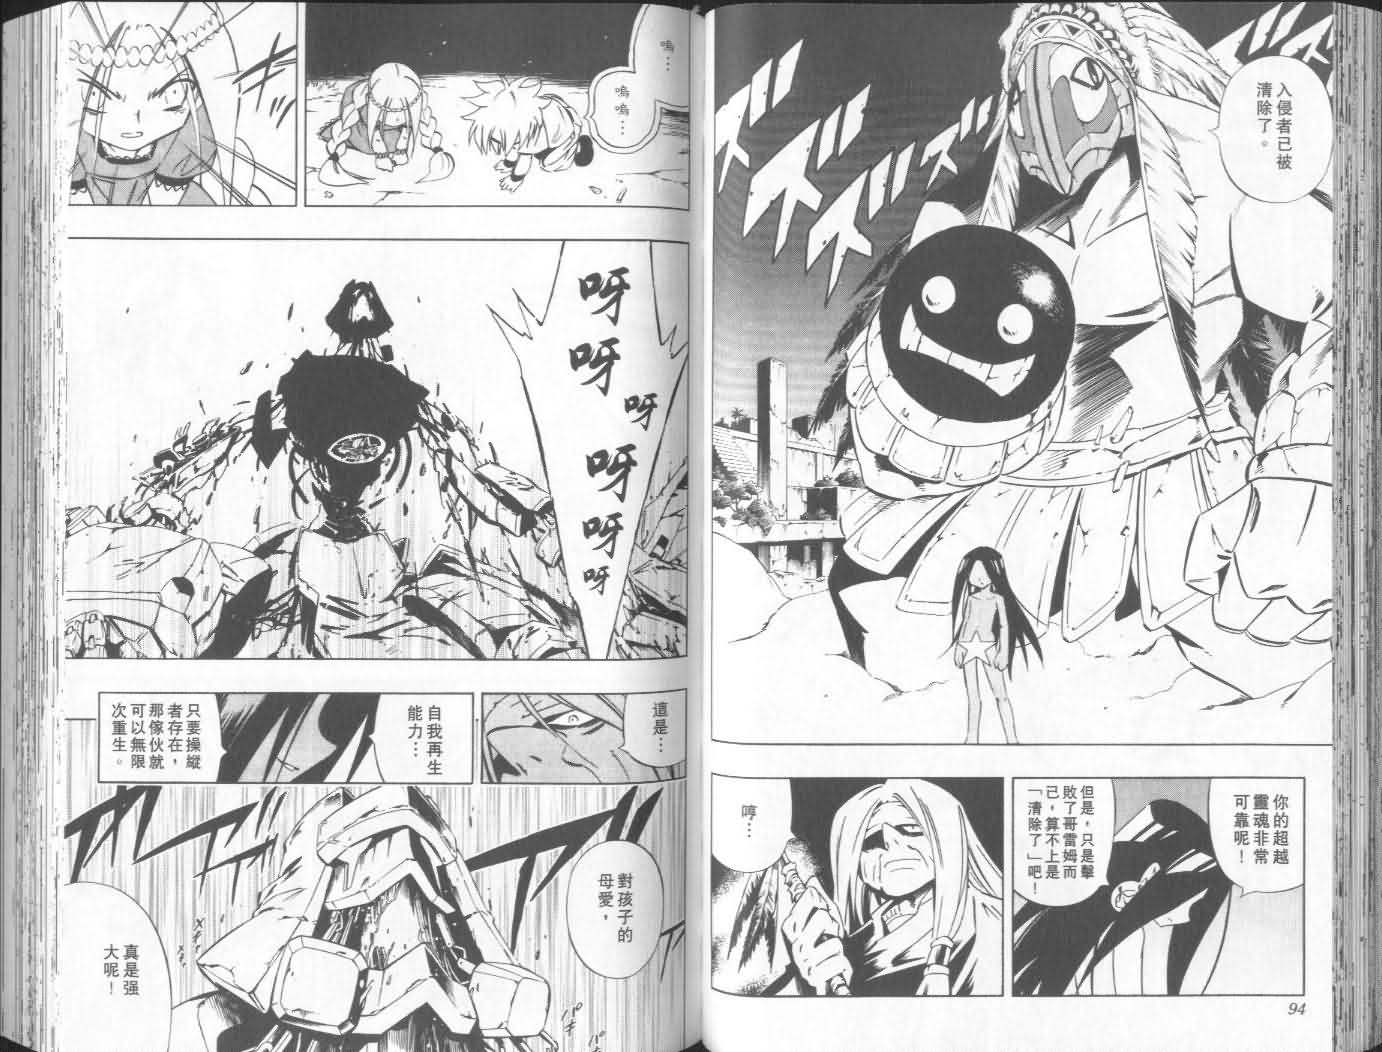 入侵者已被
清除了。
ズズズ
你的超越
靈魂非常
可靠呢！
但是，只是擊
敗了哥雷姆而
已，算不上是
「清除了」吧！
哼…
94
嗚…
嗚嗚…
呀
呀
呀
呀
呀
呀
這是…
自我再生
能力…
只要操縱
者存在，
那傢伙就
可以無限
次重生。
對孩子的
母愛，
真是强
大呢！